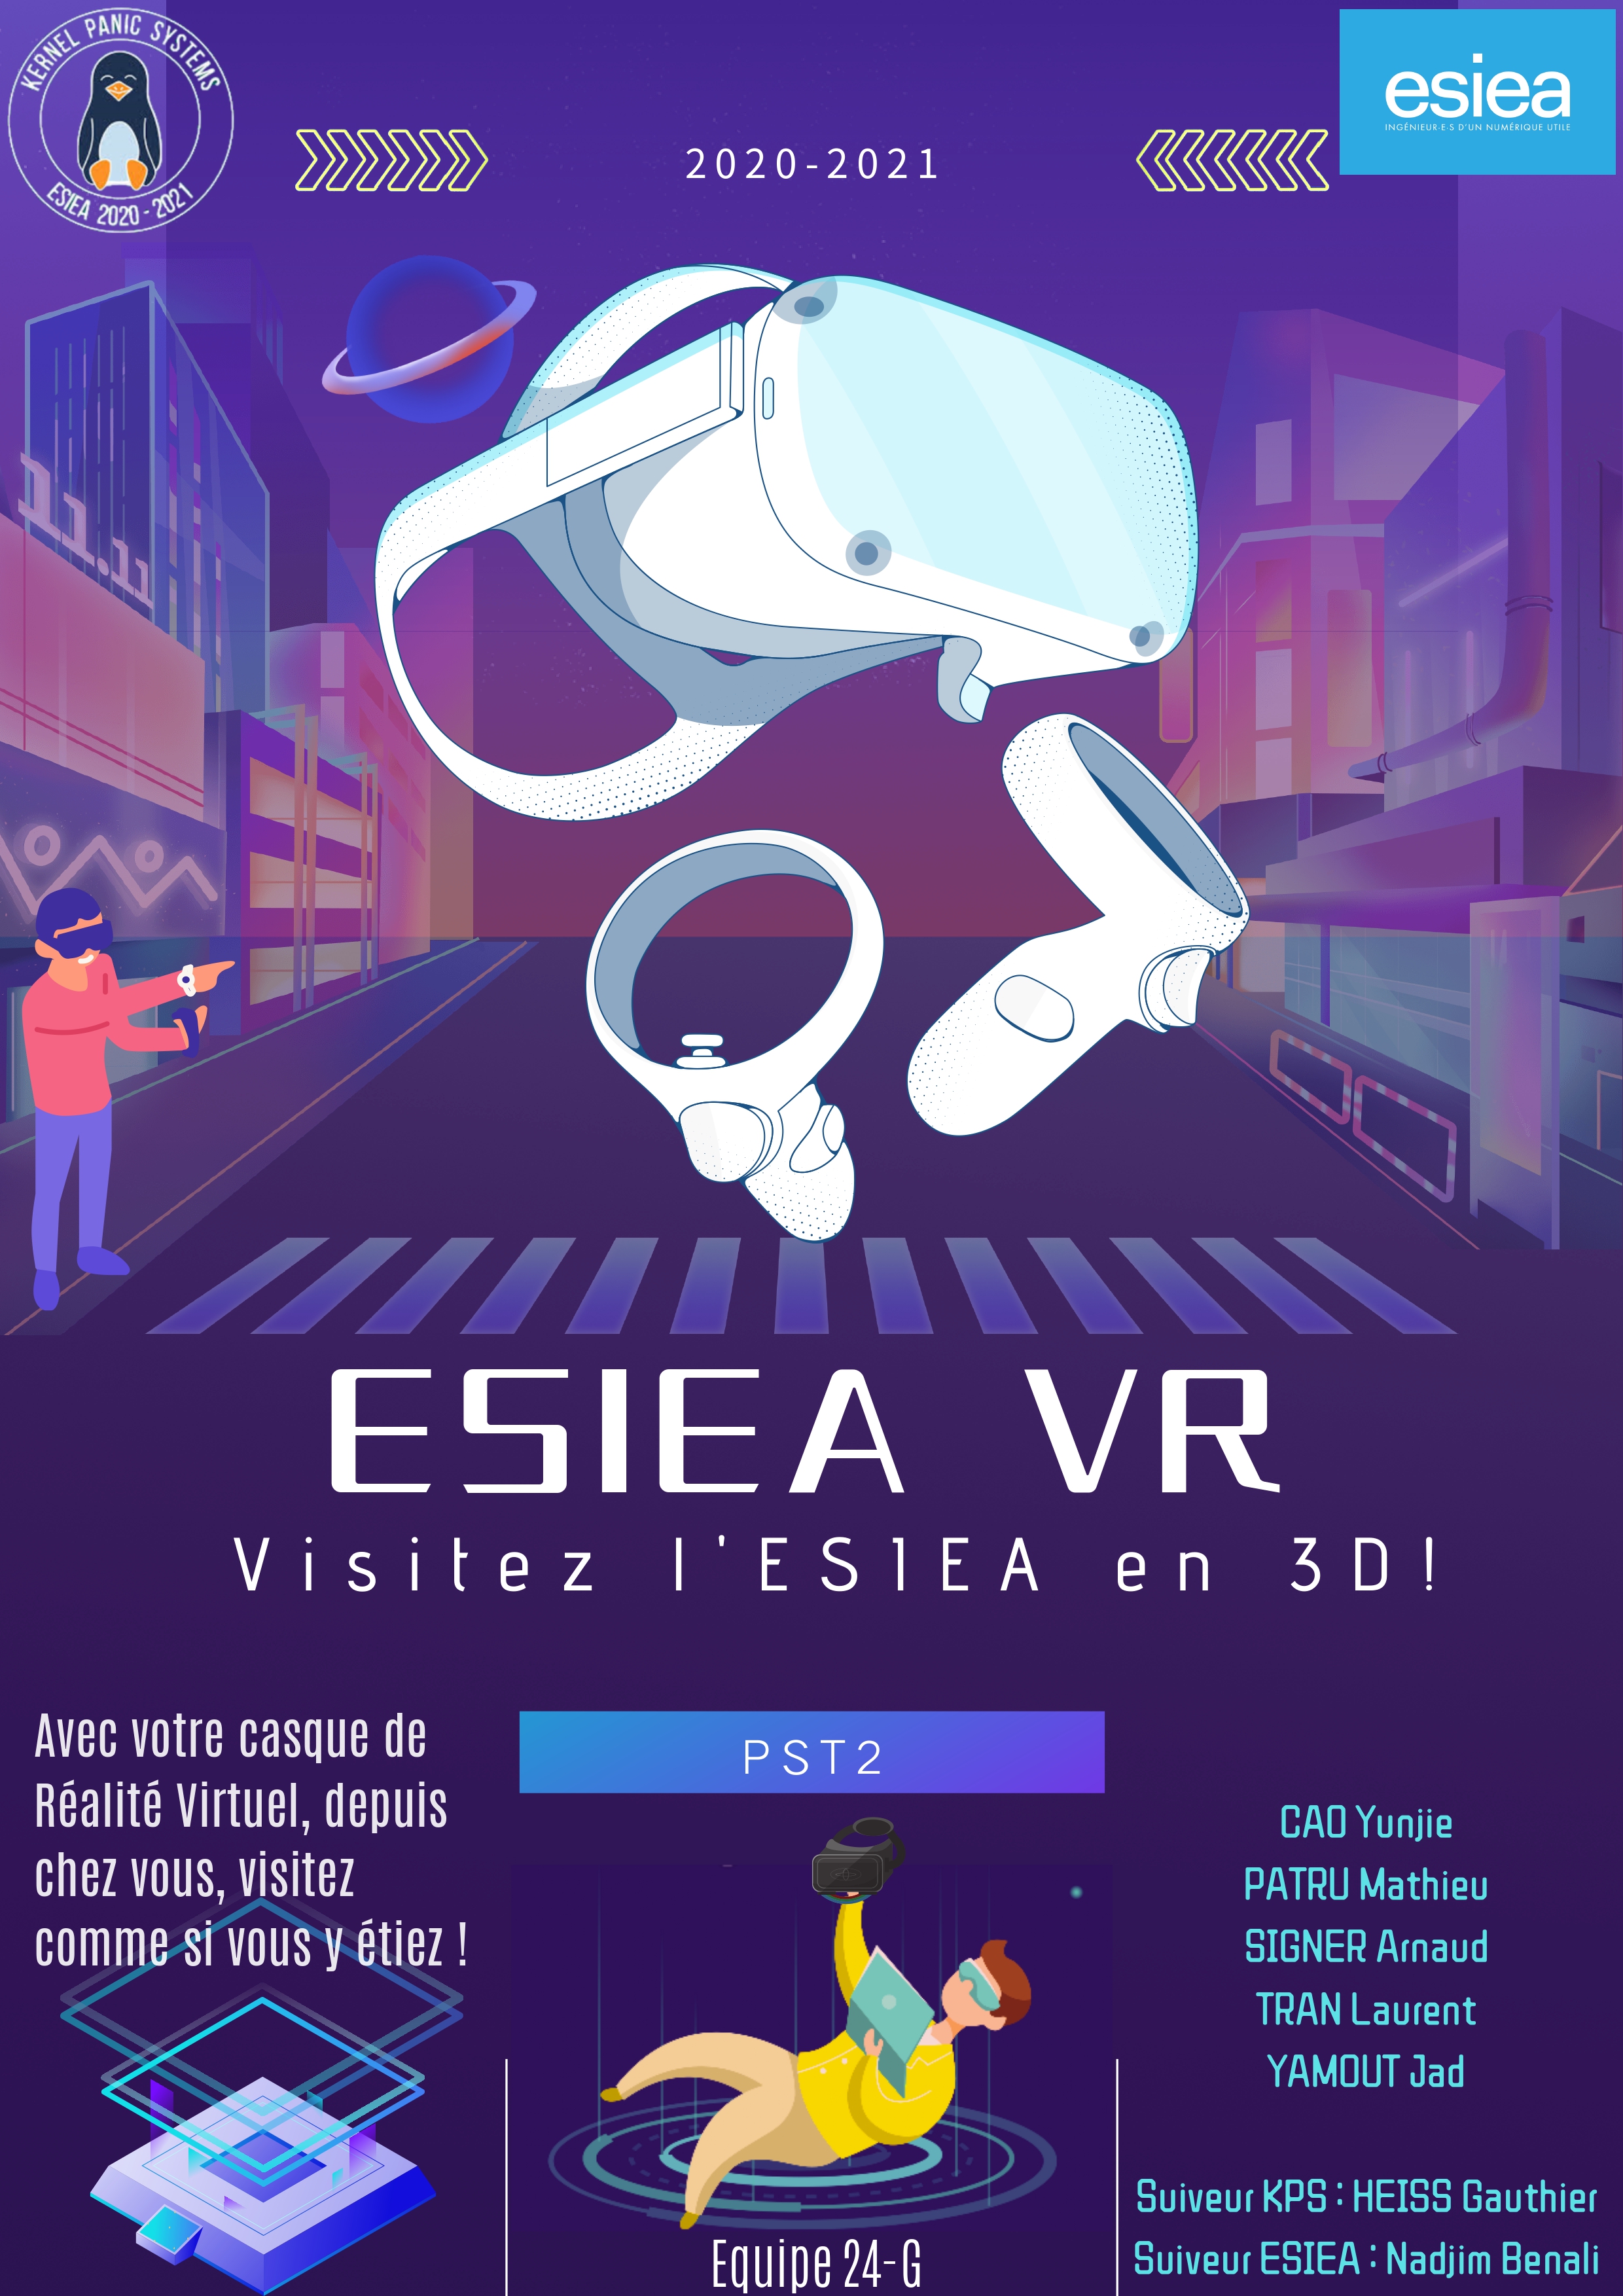 KERNEL PANIC SYSTEMS
ESIEA 2020-2021
2020-2021
esiea
INGÉNIEUR·E·S D'UN NUMÉRIQUE UTILE
ESIEA VR
Visitez l'ESIEA en 3D!
Avec votre casque de
Réalité Virtuel, depuis
chez vous, visitez
comme si vous y étiez !
PST2
Equipe 24-G
CAO Yunjie
PATRU Mathieu
SIGNER Arnaud
TRAN Laurent
YAMOUT Jad
Suiveur KPS : HEISS Gauthier
Suiveur ESIEA : Nadjim Benali